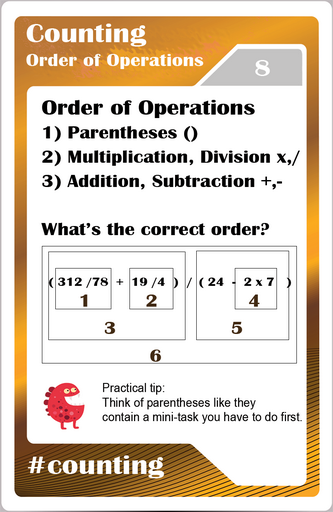 Counting
Order of Operations
8
Order of Operations
1) Parentheses ()
2) Multiplication, Division x,/
3) Addition, Subtraction +,-
What's the correct order?
( 312 /78 + 19 /4 ) / ( 24 - 2 x 7 )
1 2 4
3 5
6
Practical tip:
Think of parentheses like they
contain a mini-task you have to do first.
#counting